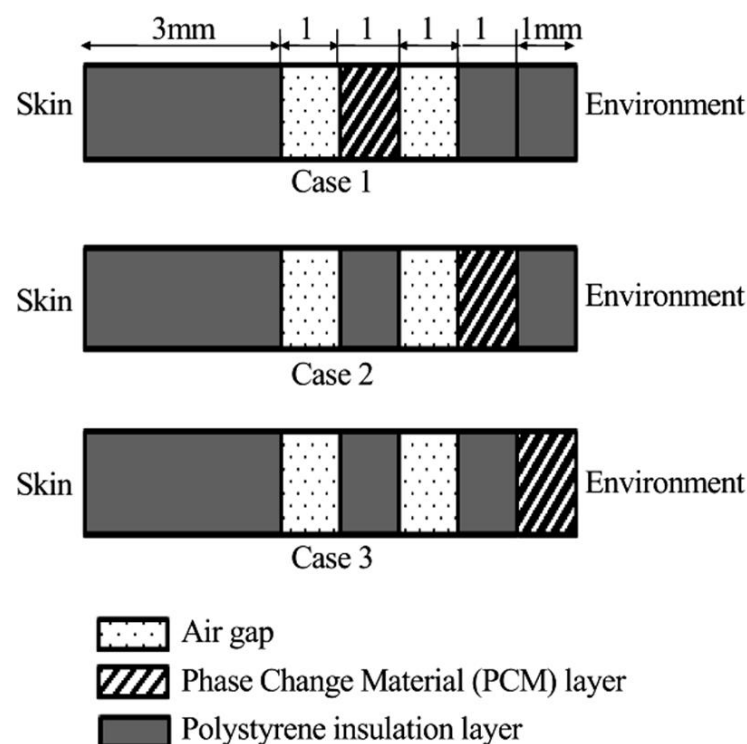 3mm 1 1 1 1 1mm
Skin Environment
Case 1
Skin Environment
Case 2
Skin Environment
Case 3
Air gap
Phase Change Material (PCM) layer
Polystyrene insulation layer